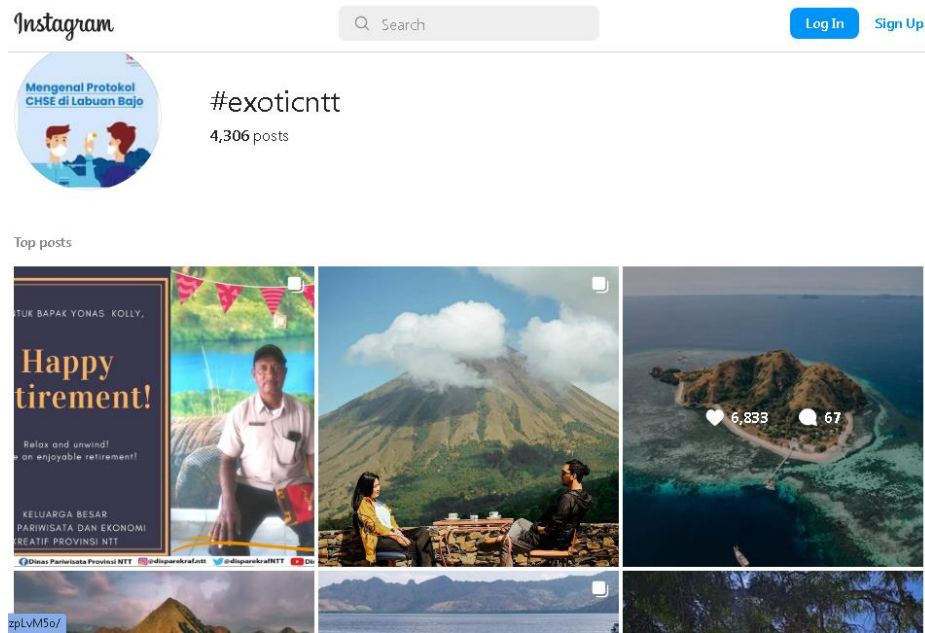 Instagram
Search
Log In
Sign Up
Mengenal Protokol
CHSE di Labuan Bajo
#exoticntt
4,306 posts
Top posts
TUK BAPAK YONAS KOLLY,
Happy
tirement!
Relax and unwind!
e an enjoyable retirement!
KELUARGA BESAR
PARIWISATA DAN EKONOMI
KREATIF PROVINSI NTT
Dinas Pariwisata Provinsi NTT @disparekraf.ntt @disparekrafNTT Di
6,833 67
zpLvM5o/